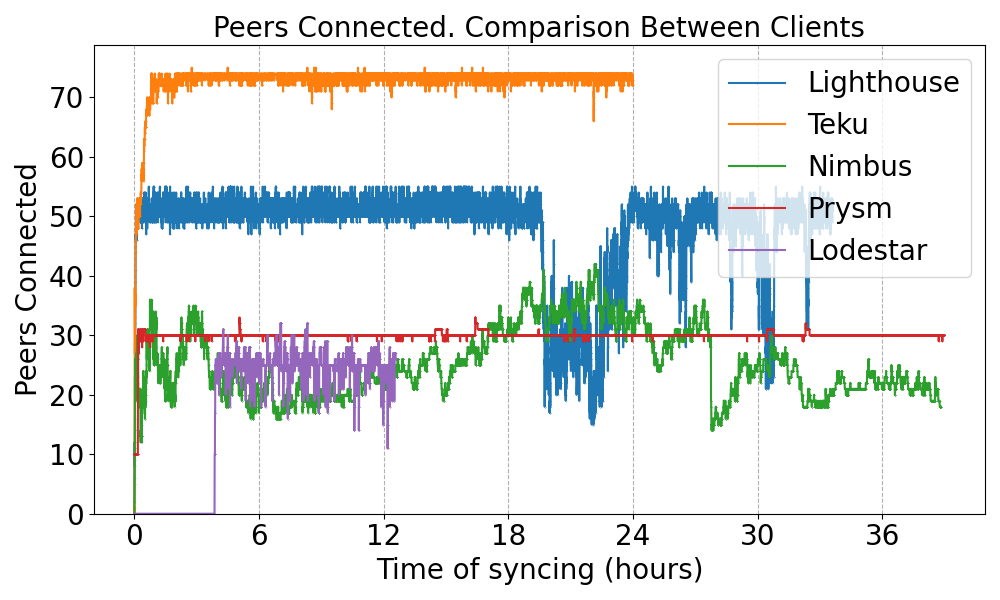 Peers Connected. Comparison Between Clients
Peers Connected
70
60
50
40
30
20
10
0
Lighthouse
Teku
Nimbus
Prysm
Lodestar
0 6 12 18 24 30 36
Time of syncing (hours)